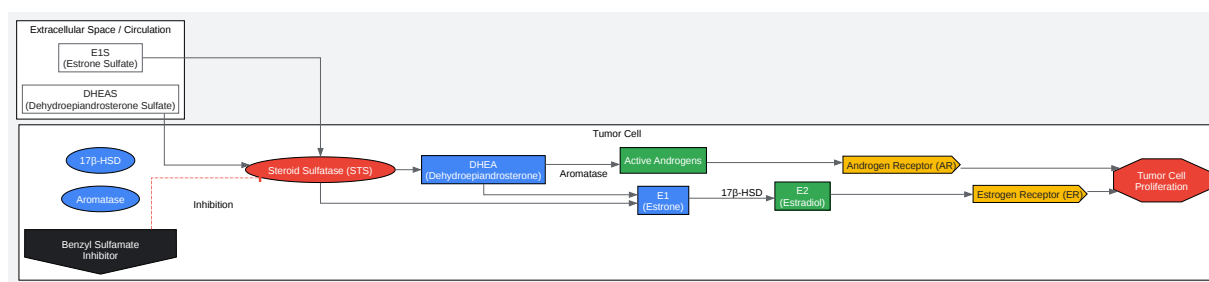 Extracellular Space / Circulation
E1S
(Estrone Sulfate)
DHEAS
(Dehydroepiandrosterone Sulfate)
Tumor Cell
17β-HSD
Aromatase
Inhibition
Benzyl Sulfamate
Inhibitor
Steroid Sulfatase (STS)
DHEA
(Dehydroepiandrosterone)
Aromatase
Active Androgens
E1
(Estrone)
17β-HSD
E2
(Estradiol)
Androgen Receptor (AR)
Estrogen Receptor (ER)
Tumor Cell
Proliferation